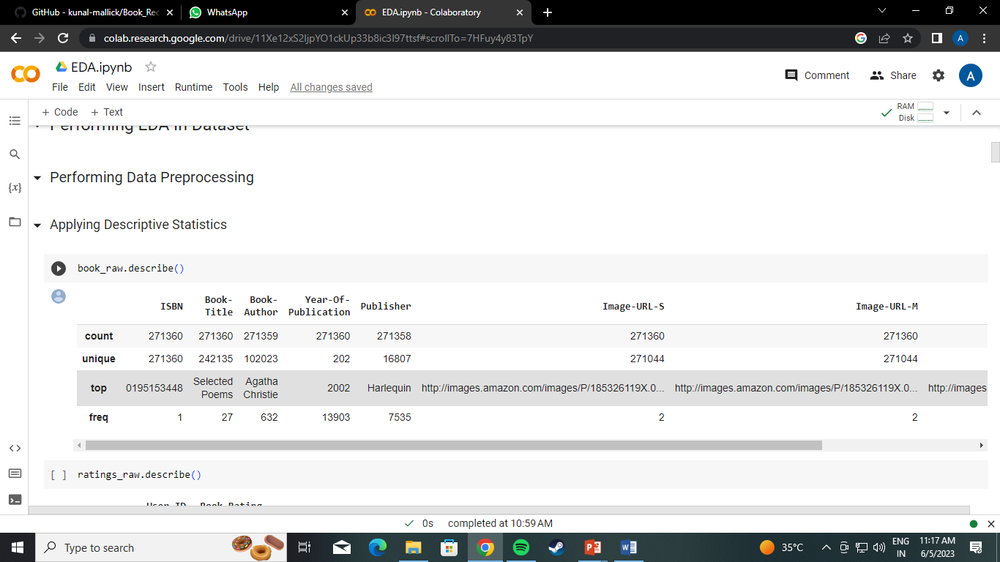 GitHub - kunal-mallick/Book_Rec
WhatsApp
EDA.ipynb - Colaboratory
colab.research.google.com/drive/11Xe12xS2IjpYO1ckUp33b8ic3I97ttsf#scrollTo=7HFuy4y83TpY
A
EDA.ipynb
Comment Share A
File Edit View Insert Runtime Tools Help All changes saved
+ Code + Text
RAM
Disk
Performing EDA in Dataset
Performing Data Preprocessing
{x}
Applying Descriptive Statistics
book_raw.describe()
ISBN Book-Title Book-Author Year-Of-Publication Publisher Image-URL-S Image-URL-M
count 271360 271360 271359 271360 271358 271360 271360
unique 271360 242135 102023 202 16807 271044 271044
top 0195153448 Selected Poems Agatha Christie 2002 Harlequin http://images.amazon.com/images/P/185326119X.0... http://images.amazon.com/images/P/185326119X.0... http://images
freq 1 27 632 13903 7535 2 2
[ ] ratings_raw.describe()
User-ID Book-Rating
0s completed at 10:59 AM
Type to search
35°C
ENG
IN
11:17 AM
6/5/2023